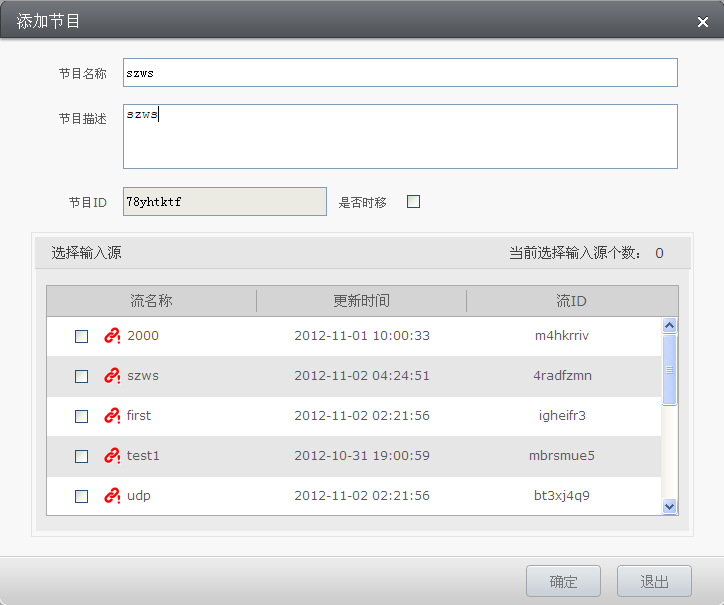 添加节目
节目名称 szws
节目描述 szws
节目ID 78yhtktf 是否时移
选择输入源 当前选择输入源个数： 0
流名称 更新时间 流ID
2000 2012-11-01 10:00:33 m4hkrriv
szws 2012-11-02 04:24:51 4radfzmn
first 2012-11-02 02:21:56 igheifr3
test1 2012-10-31 19:00:59 mbrsmue5
udp 2012-11-02 02:21:56 bt3xj4q9
确定 退出